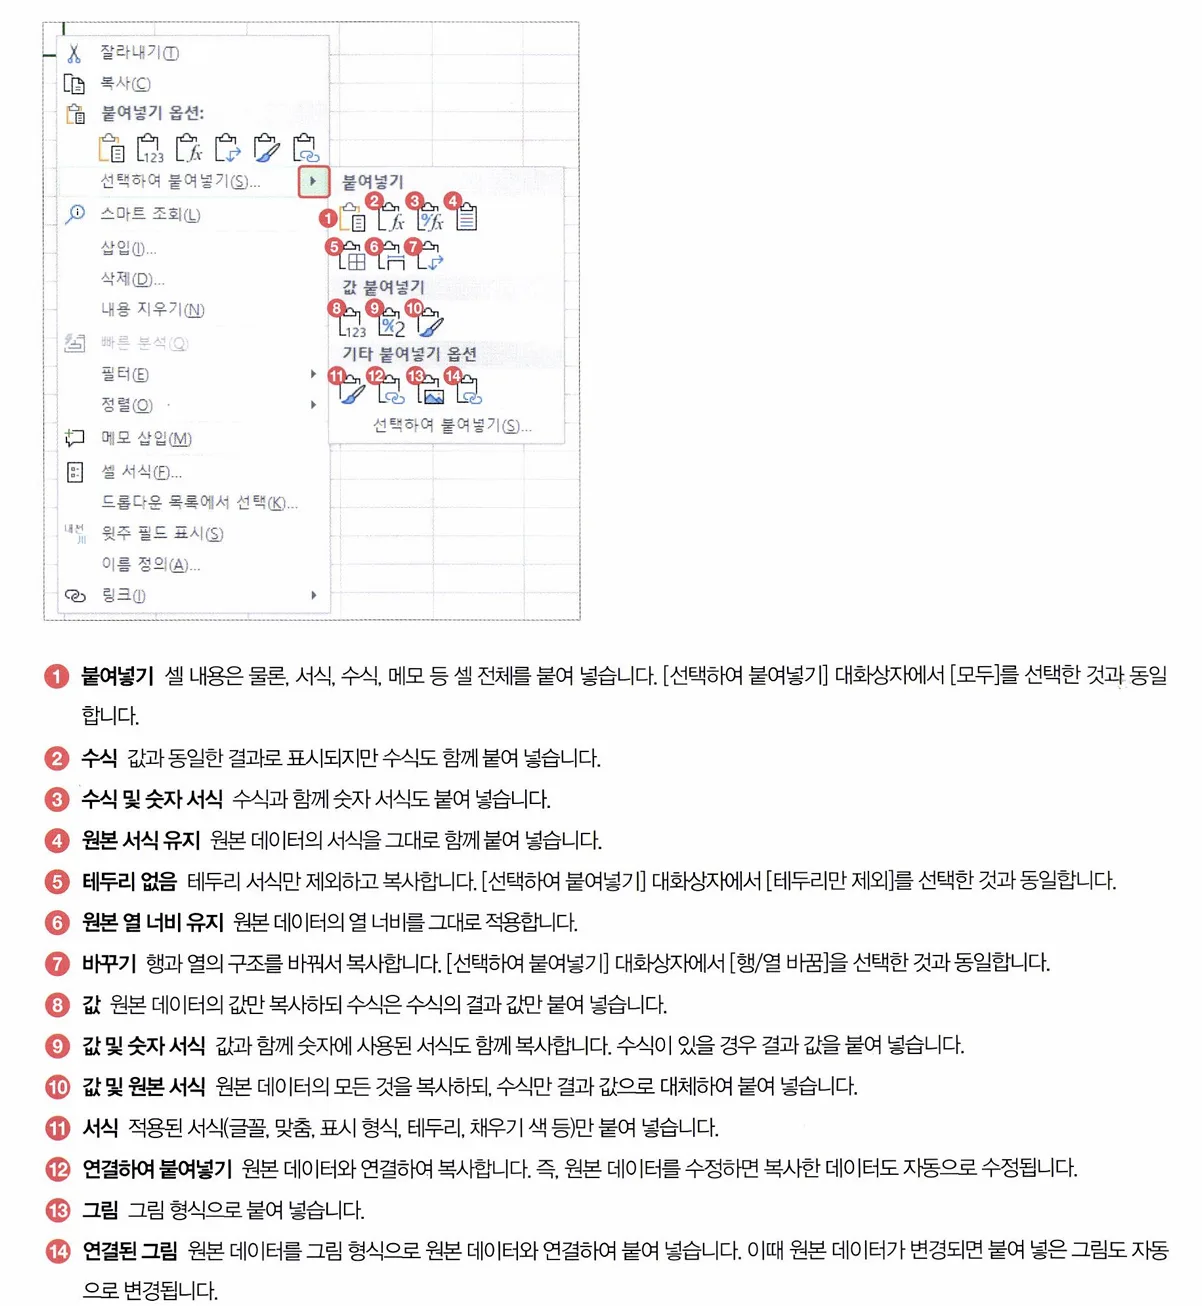 잘라내기(T)
복사(C)
붙여넣기 옵션:
123 fx
선택하여 붙여넣기(S)...
스마트 조회(L)
삽입(I)...
삭제(D)...
내용 지우기(N)
빠른 분석(Q)
필터(E)
정렬(O)
메모 삽입(M)
셀 서식(F)...
드롭다운 목록에서 선택(K)...
윗주 필드 표시(S)
이름 정의(A)...
링크(I)
붙여넣기
1 2 fx 3 %fx 4
5 6 7
값 붙여넣기
8 123 9 %2 10
기타 붙여넣기 옵션
11 12 13 14
선택하여 붙여넣기(S)...
1 붙여넣기 셀 내용은 물론, 서식, 수식, 메모 등 셀 전체를 붙여 넣습니다. [선택하여 붙여넣기] 대화상자에서 [모두]를 선택한 것과 동일
합니다.
2 수식 값과 동일한 결과로 표시되지만 수식도 함께 붙여 넣습니다.
3 수식 및 숫자 서식 수식과 함께 숫자 서식도 붙여 넣습니다.
4 원본 서식 유지 원본 데이터의 서식을 그대로 함께 붙여 넣습니다.
5 테두리 없음 테두리 서식만 제외하고 복사합니다. [선택하여 붙여넣기] 대화상자에서 [테두리만 제외]를 선택한 것과 동일합니다.
6 원본 열 너비 유지 원본 데이터의 열 너비를 그대로 적용합니다.
7 바꾸기 행과 열의 구조를 바꿔서 복사합니다. [선택하여 붙여넣기] 대화상자에서 [행/열 바꿈]을 선택한 것과 동일합니다.
8 값 원본 데이터의 값만 복사하되 수식은 수식의 결과 값만 붙여 넣습니다.
9 값 및 숫자 서식 값과 함께 숫자에 사용된 서식도 함께 복사합니다. 수식이 있을 경우 결과 값을 붙여 넣습니다.
10 값 및 원본 서식 원본 데이터의 모든 것을 복사하되, 수식만 결과 값으로 대체하여 붙여 넣습니다.
11 서식 적용된 서식(글꼴, 맞춤, 표시 형식, 테두리, 채우기 색 등)만 붙여 넣습니다.
12 연결하여 붙여넣기 원본 데이터와 연결하여 복사합니다. 즉, 원본 데이터를 수정하면 복사한 데이터도 자동으로 수정됩니다.
13 그림 그림 형식으로 붙여 넣습니다.
14 연결된 그림 원본 데이터를 그림 형식으로 원본 데이터와 연결하여 붙여 넣습니다. 이때 원본 데이터가 변경되면 붙여 넣은 그림도 자동
으로 변경됩니다.